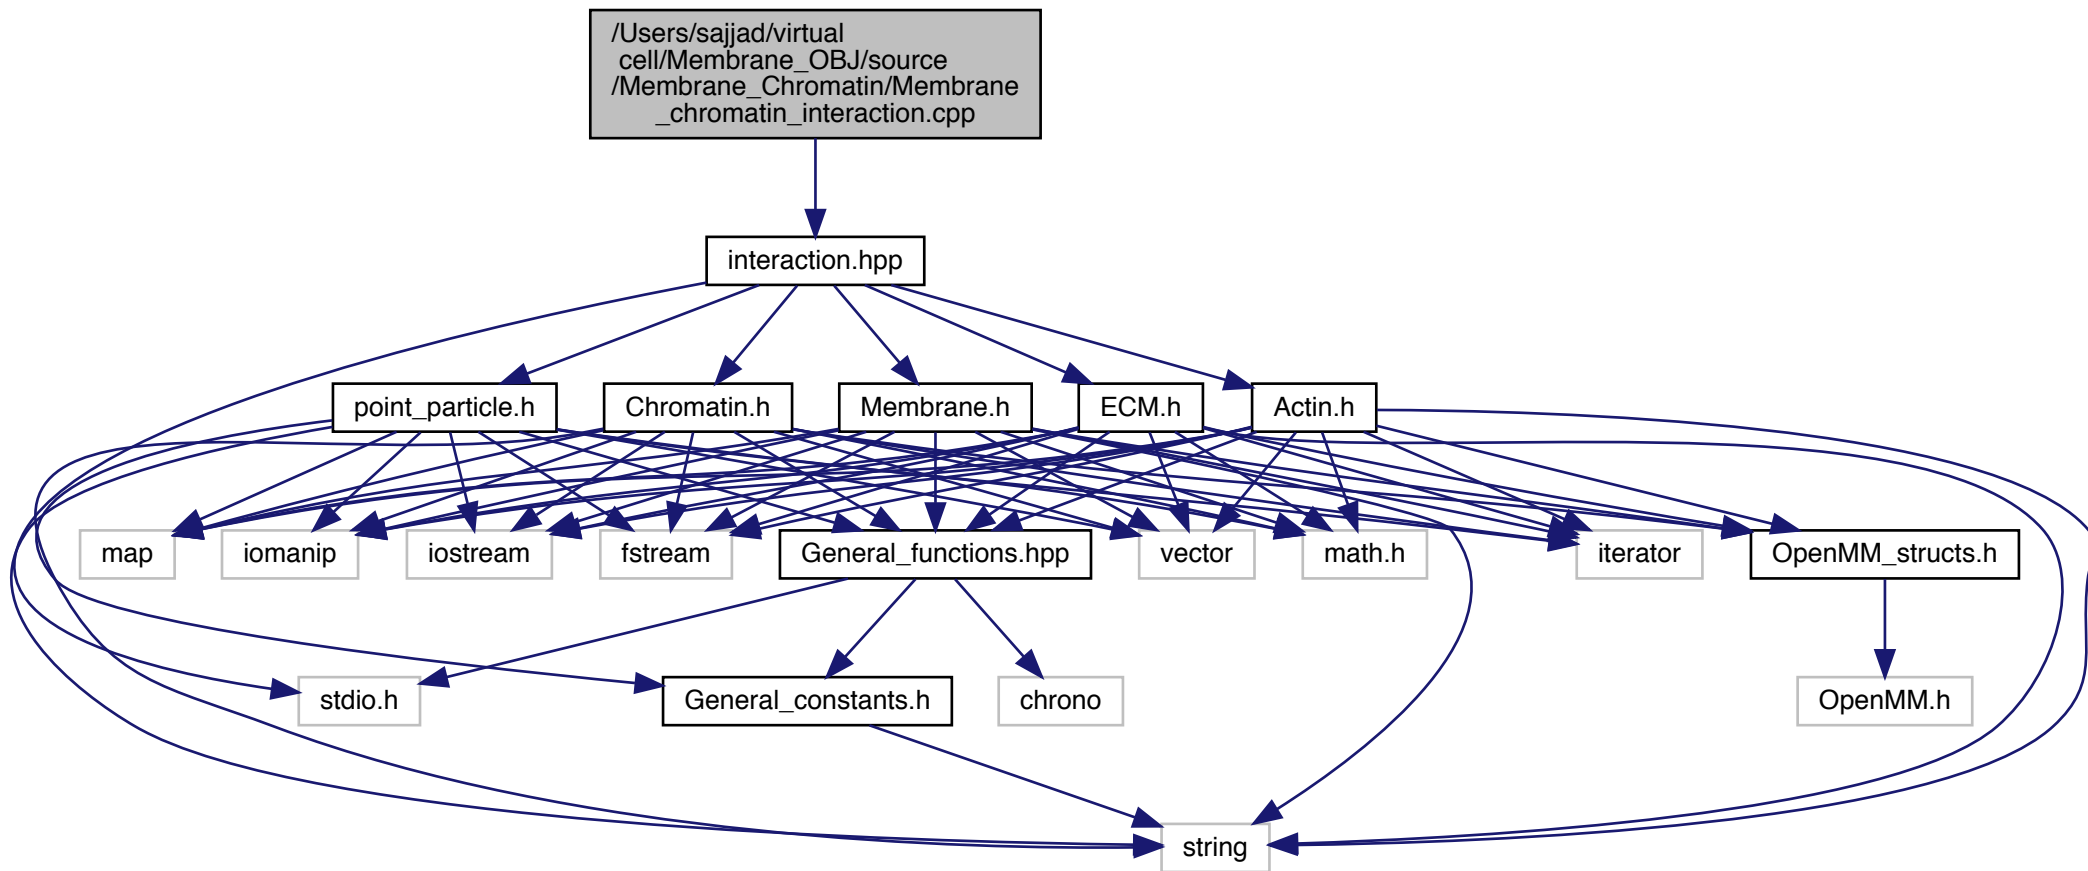 /Users/sajjad/virtual
cell/Membrane_OBJ/source
/Membrane_Chromatin/Membrane
_chromatin_interaction.cpp
interaction.hpp
point_particle.h
Chromatin.h
Membrane.h
ECM.h
Actin.h
map
iomanip
iostream
fstream
General_functions.hpp
vector
math.h
iterator
OpenMM_structs.h
stdio.h
General_constants.h
chrono
OpenMM.h
string